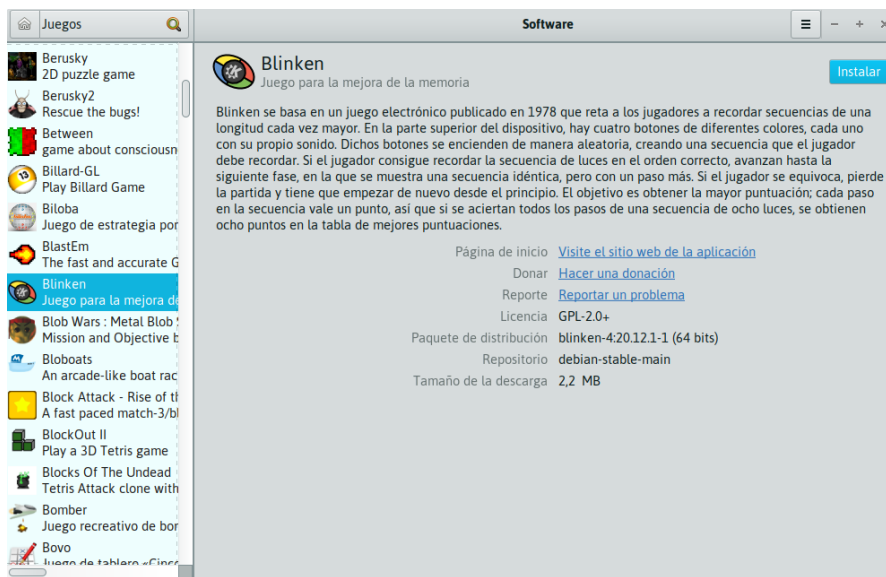 Juegos
Software
Berusky
2D puzzle game
Berusky2
Rescue the bugs!
Between
game about consciousn
Billard-GL
Play Billard Game
Biloba
Juego de estrategia por
BlastEm
The fast and accurate G
Blinken
Juego para la mejora de
Blob Wars : Metal Blob S
Mission and Objective b
Bloboats
An arcade-like boat rac
Block Attack - Rise of th
A fast paced match-3/bl
BlockOut II
Play a 3D Tetris game
Blocks Of The Undead
Tetris Attack clone with
Bomber
Juego recreativo de bor
Bovo
Juego de tablero «Cinco
Blinken
Juego para la mejora de la memoria
Instalar
Blinken se basa en un juego electrónico publicado en 1978 que reta a los jugadores a recordar secuencias de una
longitud cada vez mayor. En la parte superior del dispositivo, hay cuatro botones de diferentes colores, cada uno
con su propio sonido. Dichos botones se encienden de manera aleatoria, creando una secuencia que el jugador
debe recordar. Si el jugador consigue recordar la secuencia de luces en el orden correcto, avanzan hasta la
siguiente fase, en la que se muestra una secuencia idéntica, pero con un paso más. Si el jugador se equivoca, pierde
la partida y tiene que empezar de nuevo desde el principio. El objetivo es obtener la mayor puntuación; cada paso
en la secuencia vale un punto, así que si se aciertan todos los pasos de una secuencia de ocho luces, se obtienen
ocho puntos en la tabla de mejores puntuaciones.
Página de inicio Visite el sitio web de la aplicación
Donar Hacer una donación
Reporte Reportar un problema
Licencia GPL-2.0+
Paquete de distribución blinken-4:20.12.1-1 (64 bits)
Repositorio debian-stable-main
Tamaño de la descarga 2,2 MB